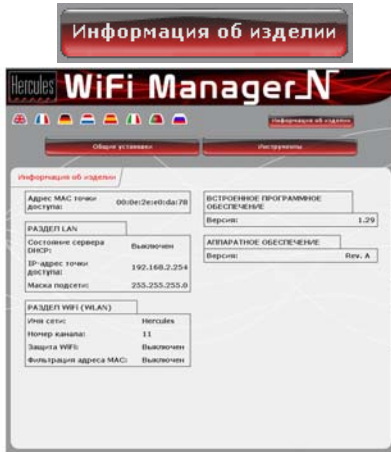 Информация об изделии
Hercules WiFi Manager_N
Информация об изделии
Общие установки
Инструменты
Информация об изделии
Адрес MAC точки доступа: 00:0e:2e:e0:da:78
РАЗДЕЛ LAN
Состояние сервера DHCP: Выключен
IP-адрес точки доступа: 192.168.2.254
Маска подсети: 255.255.255.0
РАЗДЕЛ WiFi (WLAN)
Имя сети: Hercules
Номер канала: 11
Защита WiFi: Выключен
Фильтрация адреса MAC: Выключен
ВСТРОЕННОЕ ПРОГРАММНОЕ
ОБЕСПЕЧЕНИЕ
Версия: 1.29
АППАРАТНОЕ ОБЕСПЕЧЕНИЕ
Версия: Rev. A